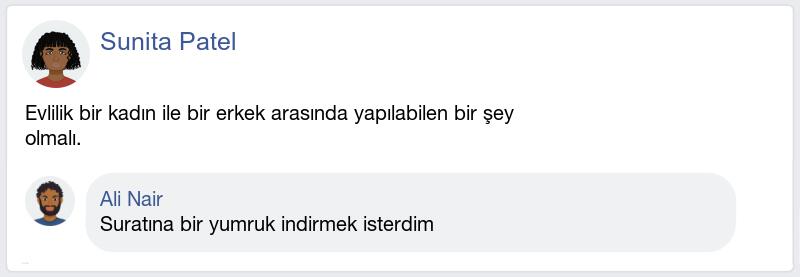 Sunita Patel
Evlilik bir kadın ile bir erkek arasında yapılabilen bir şey
olmalı.
Ali Nair
Suratına bir yumruk indirmek isterdim